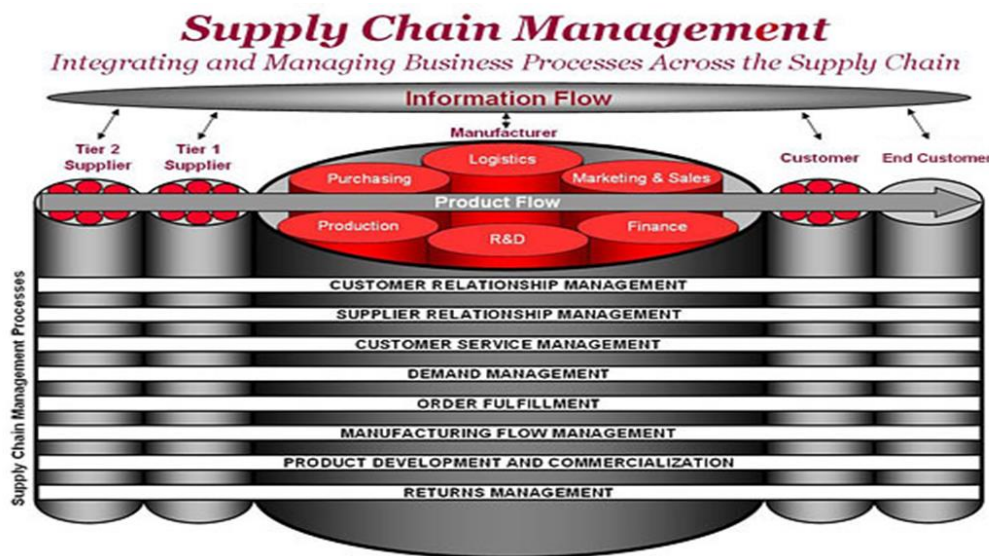 Supply Chain Management
Integrating and Managing Business Processes Across the Supply Chain
Information Flow
Tier 2
Supplier
Tier 1
Supplier
Manufacturer
Customer
End Customer
Logistics
Purchasing
Marketing & Sales
Product Flow
Production
R&D
Finance
Supply Chain Management Processes
CUSTOMER RELATIONSHIP MANAGEMENT
SUPPLIER RELATIONSHIP MANAGEMENT
CUSTOMER SERVICE MANAGEMENT
DEMAND MANAGEMENT
ORDER FULFILLMENT
MANUFACTURING FLOW MANAGEMENT
PRODUCT DEVELOPMENT AND COMMERCIALIZATION
RETURNS MANAGEMENT